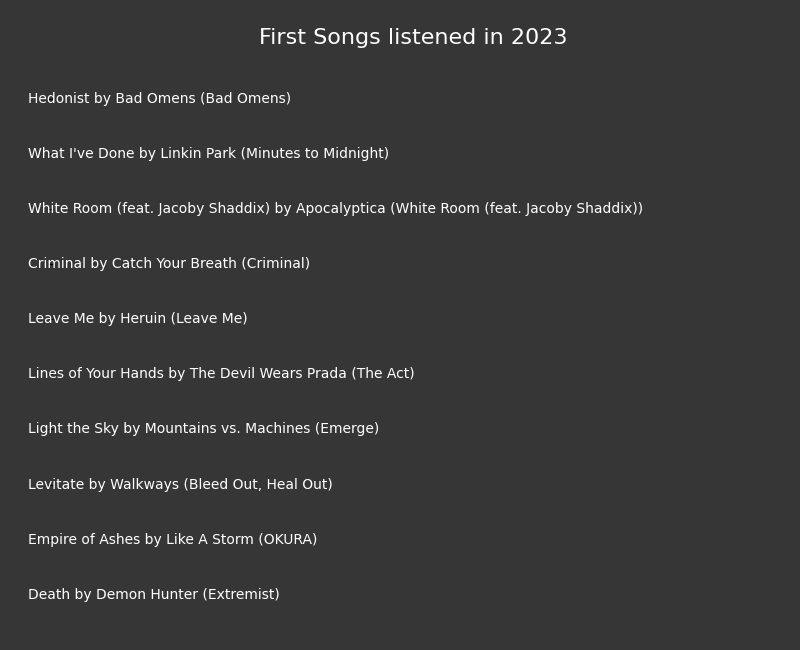 First Songs listened in 2023
Hedonist by Bad Omens (Bad Omens)
What I've Done by Linkin Park (Minutes to Midnight)
White Room (feat. Jacoby Shaddix) by Apocalyptica (White Room (feat. Jacoby Shaddix))
Criminal by Catch Your Breath (Criminal)
Leave Me by Heruin (Leave Me)
Lines of Your Hands by The Devil Wears Prada (The Act)
Light the Sky by Mountains vs. Machines (Emerge)
Levitate by Walkways (Bleed Out, Heal Out)
Empire of Ashes by Like A Storm (OKURA)
Death by Demon Hunter (Extremist)